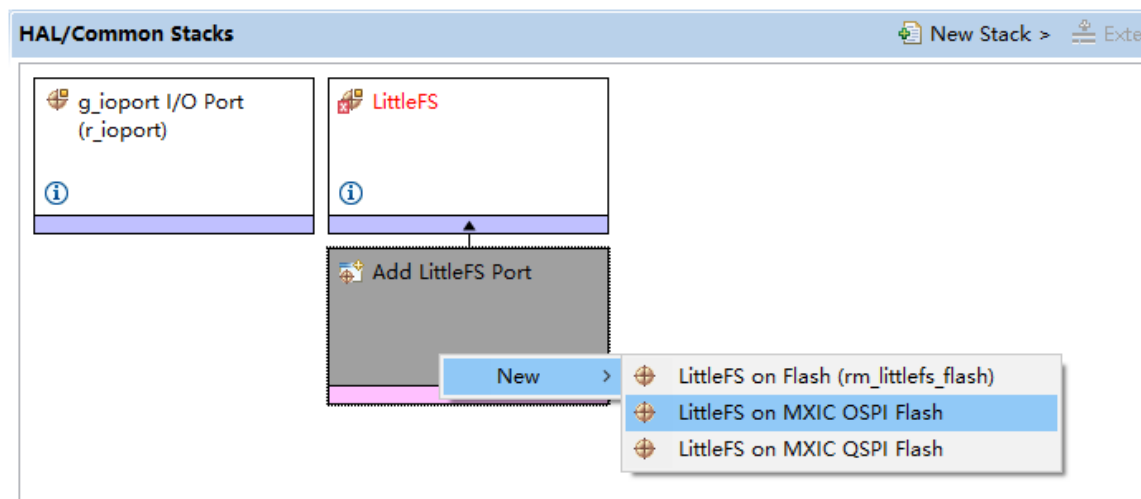 HAL/Common Stacks
New Stack >
Exte
g_ioport I/O Port
(r_ioport)
LittleFS
Add LittleFS Port
New
LittleFS on Flash (rm_littlefs_flash)
LittleFS on MXIC OSPI Flash
LittleFS on MXIC QSPI Flash